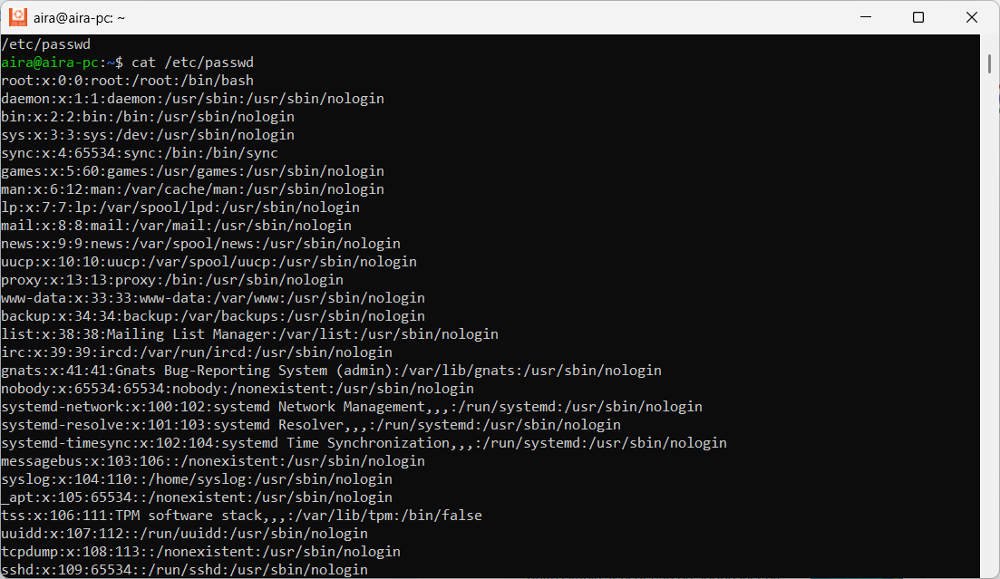 aira@aira-pc: ~
/etc/passwd
aira@aira-pc:~$ cat /etc/passwd
root:x:0:0:root:/root:/bin/bash
daemon:x:1:1:daemon:/usr/sbin:/usr/sbin/nologin
bin:x:2:2:bin:/bin:/usr/sbin/nologin
sys:x:3:3:sys:/dev:/usr/sbin/nologin
sync:x:4:65534:sync:/bin:/bin/sync
games:x:5:60:games:/usr/games:/usr/sbin/nologin
man:x:6:12:man:/var/cache/man:/usr/sbin/nologin
lp:x:7:7:lp:/var/spool/lpd:/usr/sbin/nologin
mail:x:8:8:mail:/var/mail:/usr/sbin/nologin
news:x:9:9:news:/var/spool/news:/usr/sbin/nologin
uucp:x:10:10:uucp:/var/spool/uucp:/usr/sbin/nologin
proxy:x:13:13:proxy:/bin:/usr/sbin/nologin
www-data:x:33:33:www-data:/var/www:/usr/sbin/nologin
backup:x:34:34:backup:/var/backups:/usr/sbin/nologin
list:x:38:38:Mailing List Manager:/var/list:/usr/sbin/nologin
irc:x:39:39:ircd:/var/run/ircd:/usr/sbin/nologin
gnats:x:41:41:Gnats Bug-Reporting System (admin):/var/lib/gnats:/usr/sbin/nologin
nobody:x:65534:65534:nobody:/nonexistent:/usr/sbin/nologin
systemd-network:x:100:102:systemd Network Management,,,:/run/systemd:/usr/sbin/nologin
systemd-resolve:x:101:103:systemd Resolver,,,:/run/systemd:/usr/sbin/nologin
systemd-timesync:x:102:104:systemd Time Synchronization,,,:/run/systemd:/usr/sbin/nologin
messagebus:x:103:106::/nonexistent:/usr/sbin/nologin
syslog:x:104:110::/home/syslog:/usr/sbin/nologin
_apt:x:105:65534::/nonexistent:/usr/sbin/nologin
tss:x:106:111:TPM software stack,,,:/var/lib/tpm:/bin/false
uuidd:x:107:112::/run/uuidd:/usr/sbin/nologin
tcpdump:x:108:113::/nonexistent:/usr/sbin/nologin
sshd:x:109:65534::/run/sshd:/usr/sbin/nologin